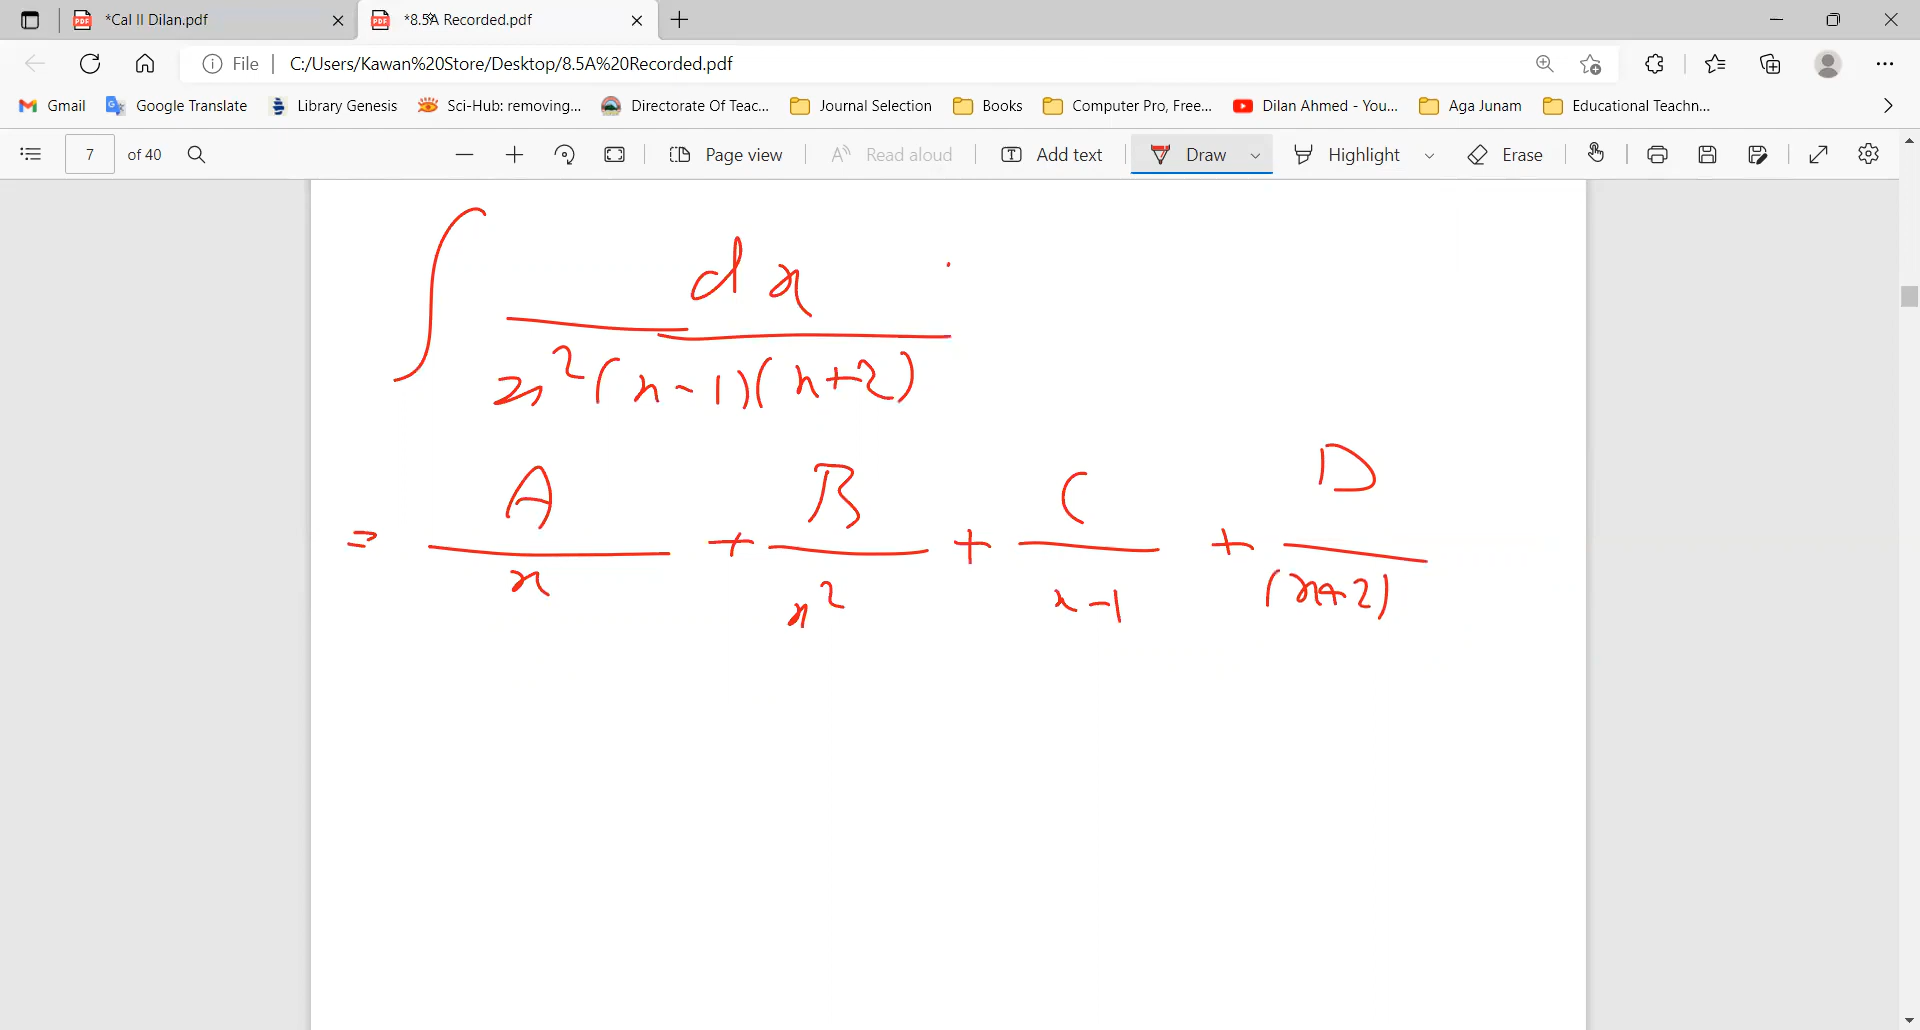 *Cal II Dilan.pdf
*8.5A Recorded.pdf
File C:/Users/Kawan%20Store/Desktop/8.5A%20Recorded.pdf
Gmail Google Translate Library Genesis Sci-Hub: removing... Directorate Of Teac... Journal Selection Books Computer Pro, Free... Dilan Ahmed - You... Aga Junam Educational Teachn...
7 of 40 Page view Read aloud Add text Draw Highlight Erase
∫ dx
x²(x-1)(x+2)
= A + B + C + D
x x² x-1 (x+2)